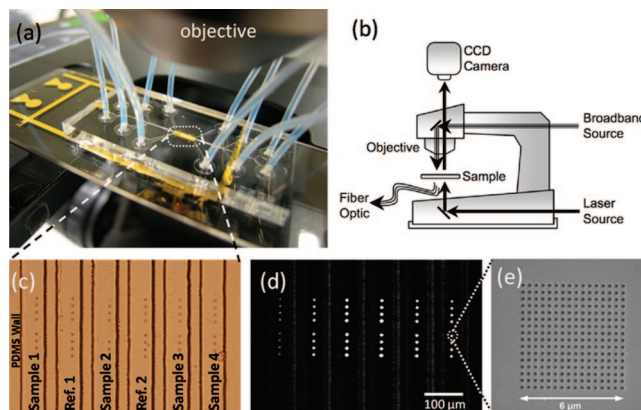 (a)
objective
(b)
CCD
Camera
Broadband
Source
Objective
Sample
Fiber
Optic
Laser
Source
(c)
PDMS Wall
Sample 1
Ref. 1
Sample 2
Ref. 2
Sample 3
Sample 4
(d)
100 μm
(e)
6 μm